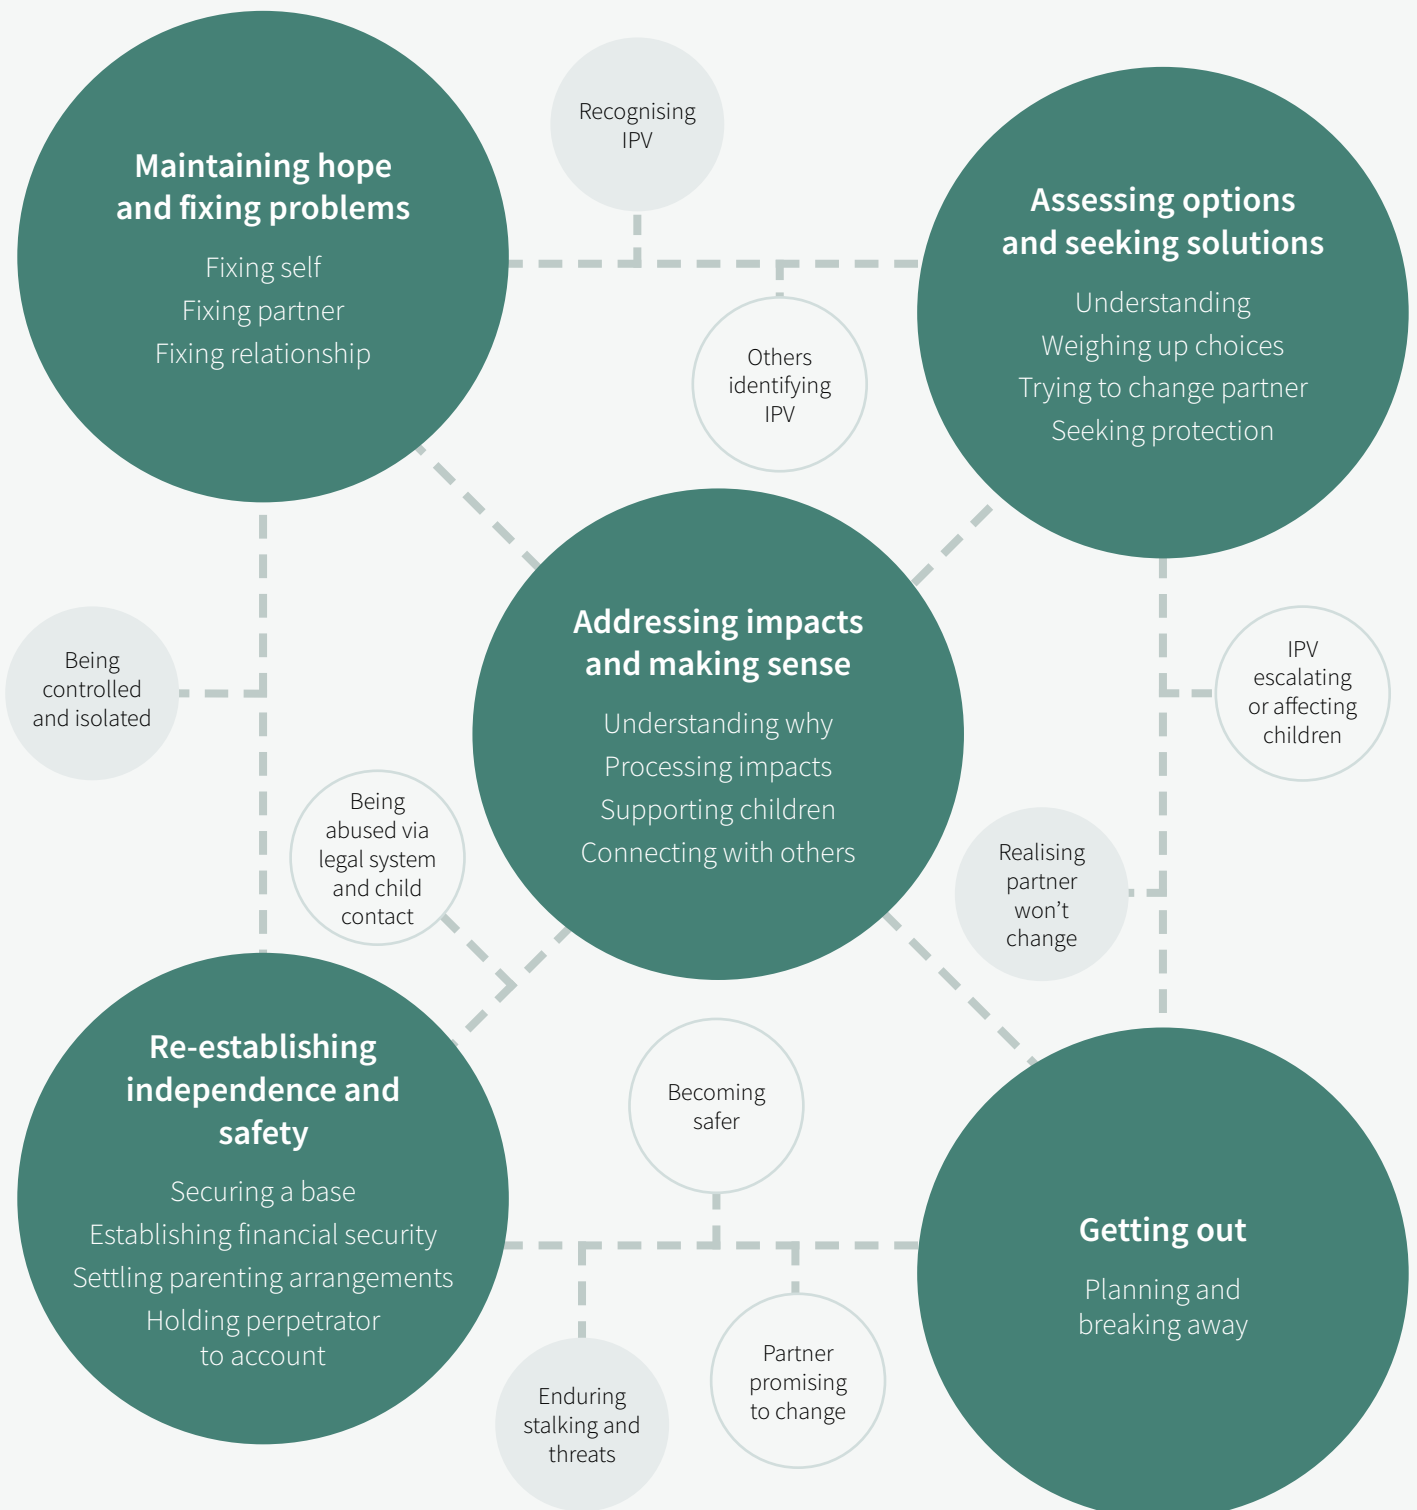 Maintaining hope
and fixing problems
Fixing self
Fixing partner
Fixing relationship
Recognising
IPV
Others
identifying
IPV
Assessing options
and seeking solutions
Understanding
Weighing up choices
Trying to change partner
Seeking protection
Addressing impacts
and making sense
Understanding why
Processing impacts
Supporting children
Connecting with others
Being
controlled
and isolated
IPV
escalating
or affecting
children
Being
abused via
legal system
and child
contact
Realising
partner
won’t
change
Re-establishing
independence and
safety
Securing a base
Establishing financial security
Settling parenting arrangements
Holding perpetrator
to account
Becoming
safer
Enduring
stalking and
threats
Partner
promising
to change
Getting out
Planning and
breaking away